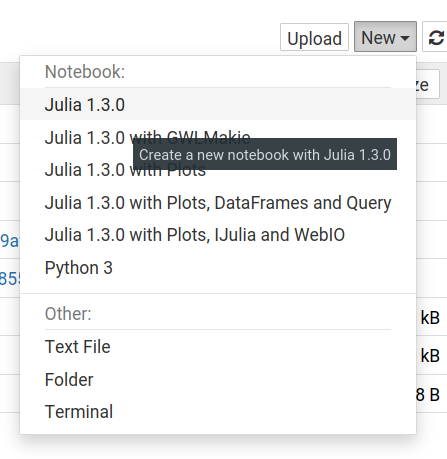 Upload New
Notebook:
ze
Julia 1.3.0
Julia 1.3.0 with GWLMakie
Create a new notebook with Julia 1.3.0
Julia 1.3.0 with Plots
Julia 1.3.0 with Plots, DataFrames and Query
9a
Julia 1.3.0 with Plots, IJulia and WebIO
855
Python 3
Other:
kB
Text File
kB
Folder
8 B
Terminal